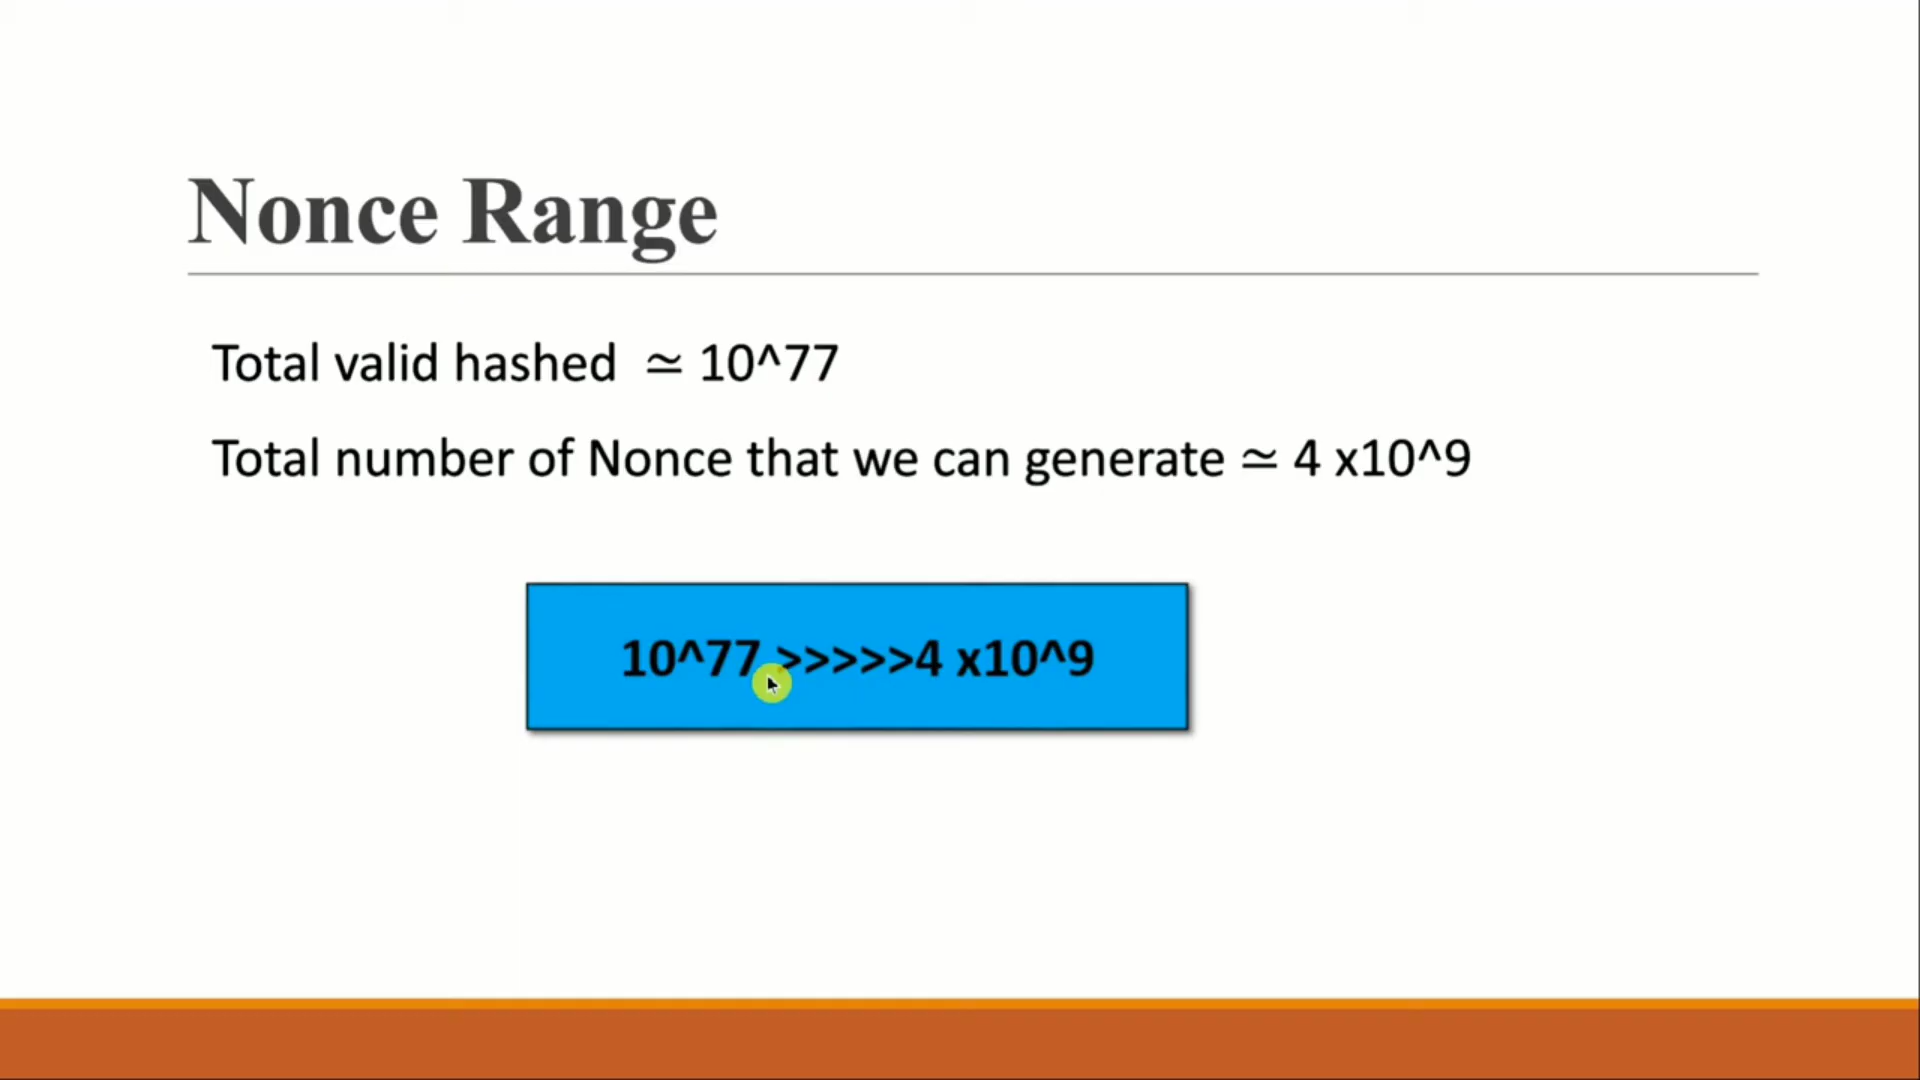 Nonce Range
Total valid hashed ≃ 10^77
Total number of Nonce that we can generate ≃ 4 x10^9
10^77 >>>>>4 x10^9